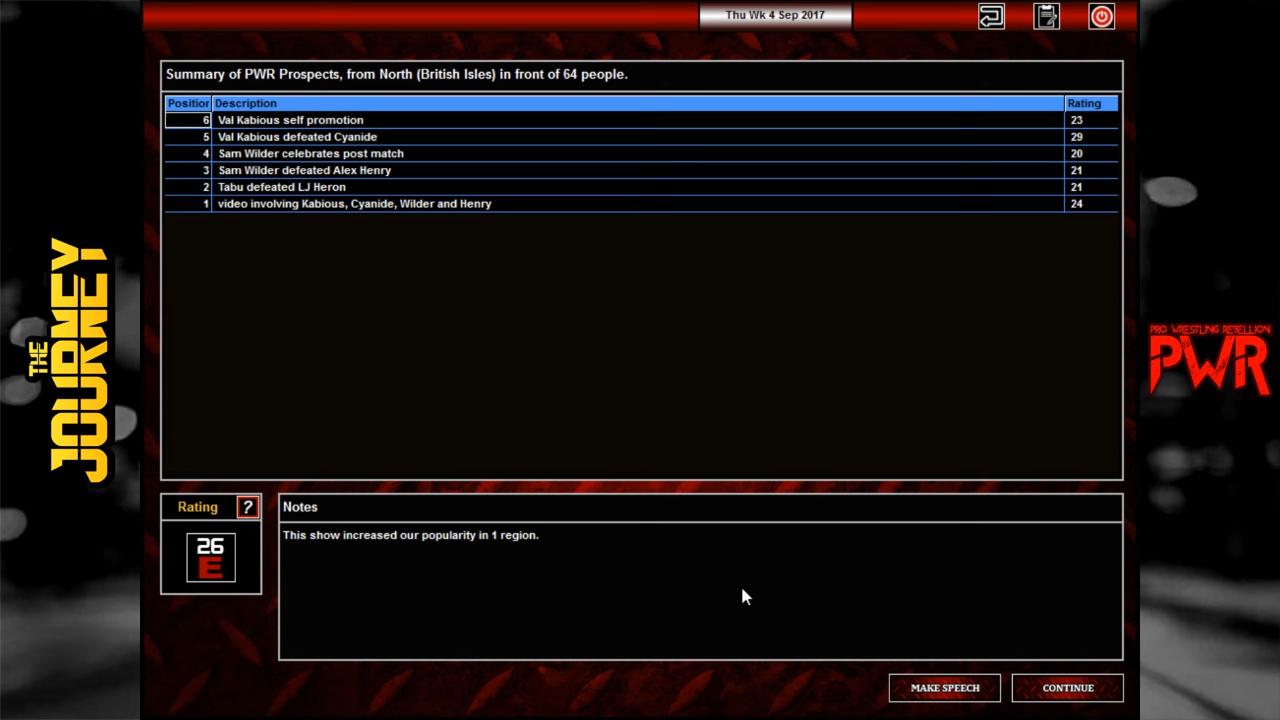 Thu Wk 4 Sep 2017
Summary of PWR Prospects, from North (British Isles) in front of 64 people.
Position Description Rating
6 Val Kabious self promotion 23
5 Val Kabious defeated Cyanide 29
4 Sam Wilder celebrates post match 20
3 Sam Wilder defeated Alex Henry 21
2 Tabu defeated LJ Heron 21
1 video involving Kabious, Cyanide, Wilder and Henry 24
THE JOURNEY
PRO WRESTLING REBELLION
PWR
Rating ? Notes
26
E
This show increased our popularity in 1 region.
MAKE SPEECH CONTINUE